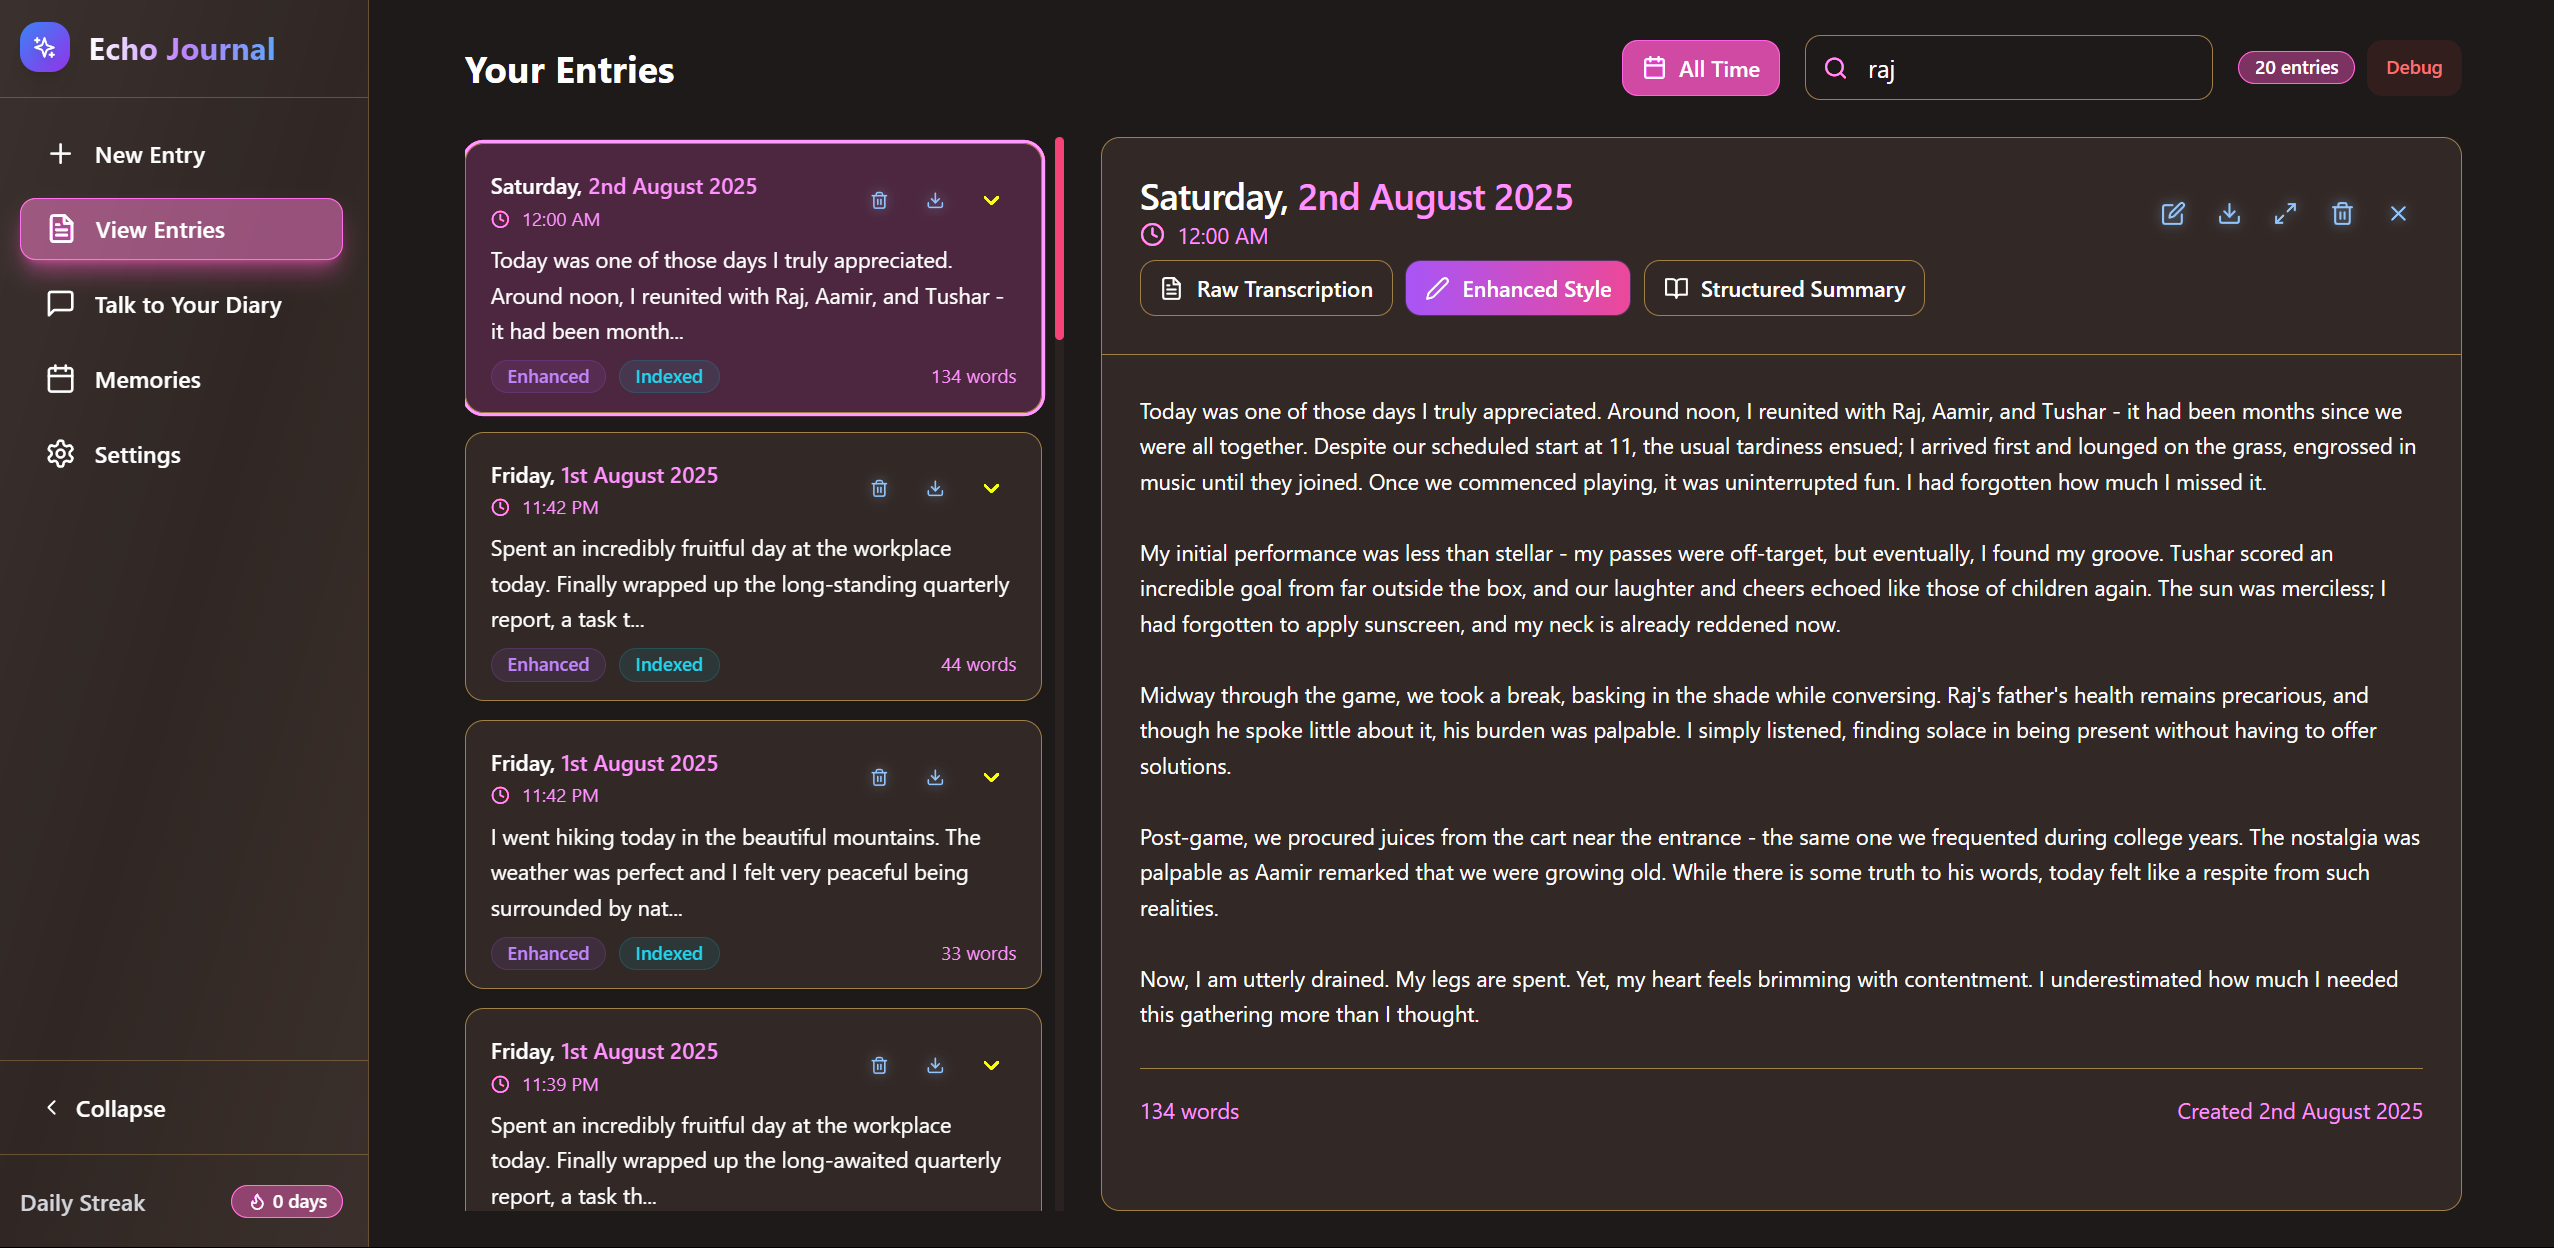 Echo Journal
New Entry
View Entries
Talk to Your Diary
Memories
Settings
Collapse
Daily Streak
0 days
Your Entries
All Time
raj
20 entries
Debug
Saturday, 2nd August 2025
12:00 AM
Today was one of those days I truly appreciated.
Around noon, I reunited with Raj, Aamir, and Tushar -
it had been month...
Enhanced
Indexed
134 words
Friday, 1st August 2025
11:42 PM
Spent an incredibly fruitful day at the workplace
today. Finally wrapped up the long-standing quarterly
report, a task t...
Enhanced
Indexed
44 words
Friday, 1st August 2025
11:42 PM
I went hiking today in the beautiful mountains. The
weather was perfect and I felt very peaceful being
surrounded by nat...
Enhanced
Indexed
33 words
Friday, 1st August 2025
11:39 PM
Spent an incredibly fruitful day at the workplace
today. Finally wrapped up the long-awaited quarterly
report, a task th...
Saturday, 2nd August 2025
12:00 AM
Raw Transcription
Enhanced Style
Structured Summary
Today was one of those days I truly appreciated. Around noon, I reunited with Raj, Aamir, and Tushar - it had been months since we
were all together. Despite our scheduled start at 11, the usual tardiness ensued; I arrived first and lounged on the grass, engrossed in
music until they joined. Once we commenced playing, it was uninterrupted fun. I had forgotten how much I missed it.
My initial performance was less than stellar - my passes were off-target, but eventually, I found my groove. Tushar scored an
incredible goal from far outside the box, and our laughter and cheers echoed like those of children again. The sun was merciless; I
had forgotten to apply sunscreen, and my neck is already reddened now.
Midway through the game, we took a break, basking in the shade while conversing. Raj's father's health remains precarious, and
though he spoke little about it, his burden was palpable. I simply listened, finding solace in being present without having to offer
solutions.
Post-game, we procured juices from the cart near the entrance - the same one we frequented during college years. The nostalgia was
palpable as Aamir remarked that we were growing old. While there is some truth to his words, today felt like a respite from such
realities.
Now, I am utterly drained. My legs are spent. Yet, my heart feels brimming with contentment. I underestimated how much I needed
this gathering more than I thought.
134 words
Created 2nd August 2025